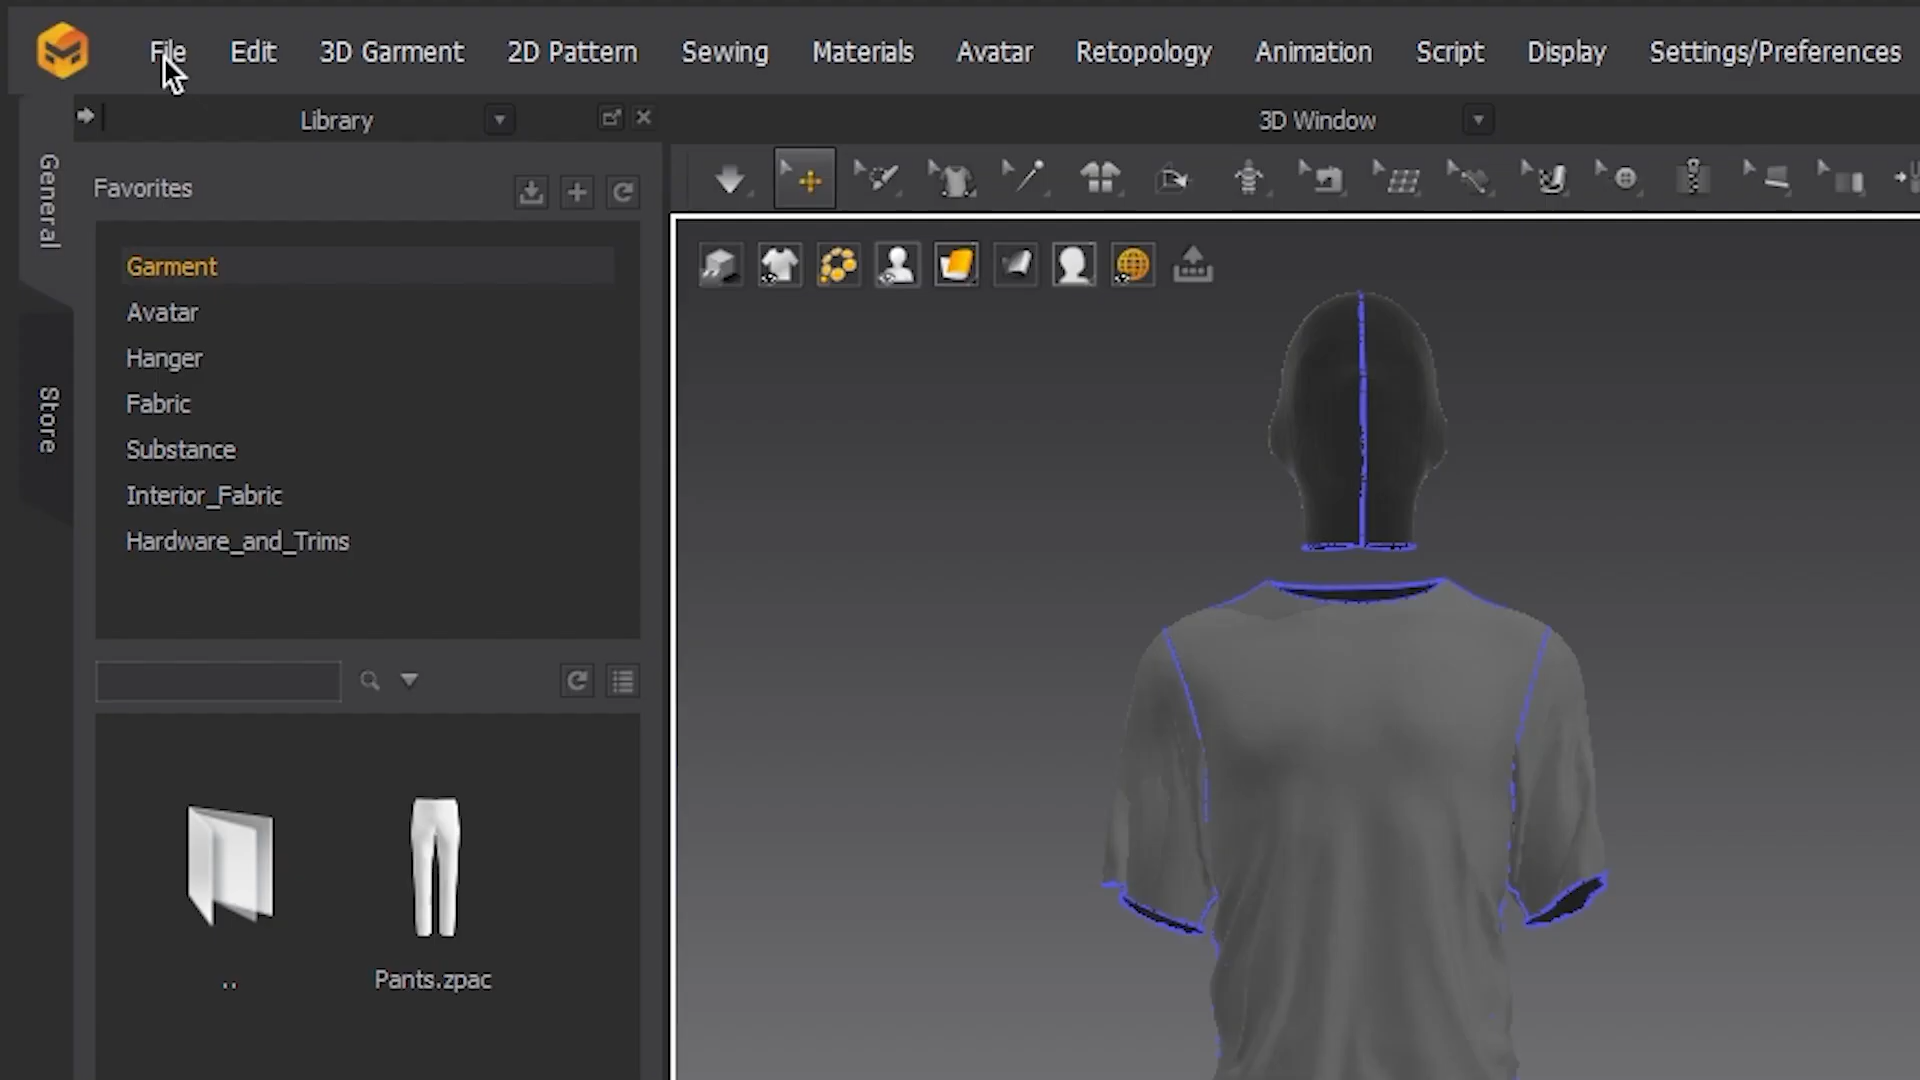 File Edit 3D Garment 2D Pattern Sewing Materials Avatar Retopology Animation Script Display Settings/Preferences
Library
3D Window
General
Store
Favorites
Garment
Avatar
Hanger
Fabric
Substance
Interior_Fabric
Hardware_and_Trims
..
Pants.zpac